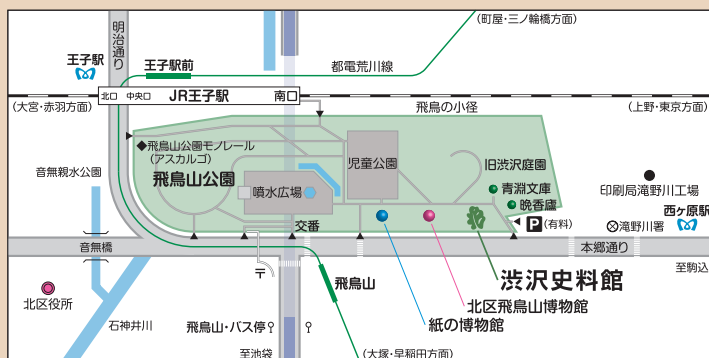 (町屋・三ノ輪橋方面)
明治通り
王子駅
王子駅前
都電荒川線
北口 中央口 JR王子駅 南口
(大宮・赤羽方面)
飛鳥の小径
(上野・東京方面)
◆飛鳥山公園モノレール
(アスカルゴ)
児童公園
旧渋沢庭園
音無親水公園
飛鳥山公園
噴水広場
青淵文庫
晩香廬
印刷局滝野川工場
P(有料)
滝野川署
西ヶ原駅
交番
音無橋
本郷通り
〒
飛鳥山
渋沢史料館
至駒込
北区役所
北区飛鳥山博物館
石神井川
飛鳥山・バス停
紙の博物館
至池袋
(大塚・早稲田方面)